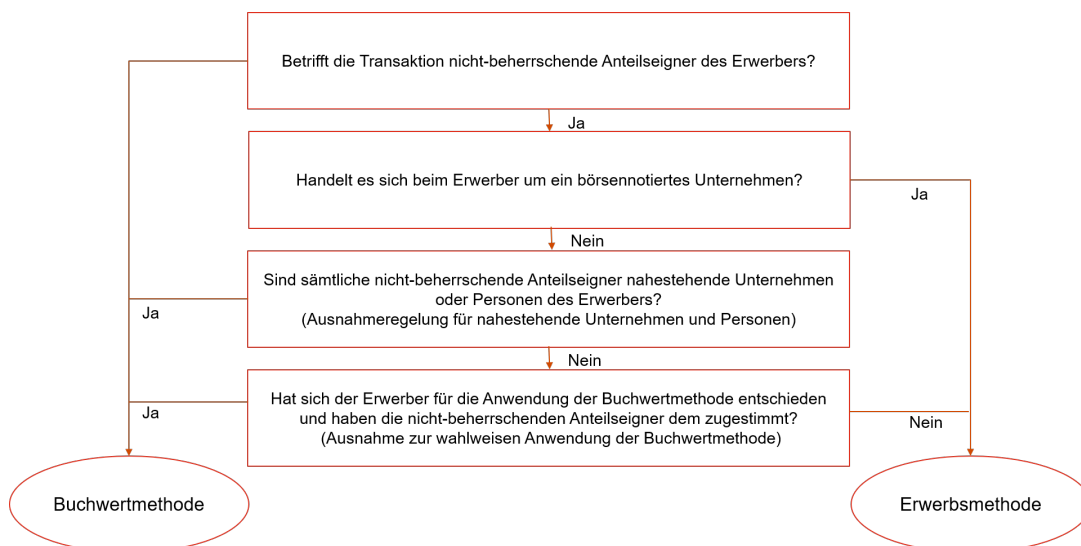 Betrifft die Transaktion nicht-beherrschende Anteilseigner des Erwerbers?
Ja
Handelt es sich beim Erwerber um ein börsennotiertes Unternehmen?
Ja
Nein
Sind sämtliche nicht-beherrschende Anteilseigner nahestehende Unternehmen
oder Personen des Erwerbers?
(Ausnahmeregelung für nahestehende Unternehmen und Personen)
Ja
Nein
Hat sich der Erwerber für die Anwendung der Buchwertmethode entschieden
und haben die nicht-beherrschenden Anteilseigner dem zugestimmt?
(Ausnahme zur wahlweisen Anwendung der Buchwertmethode)
Ja
Nein
Buchwertmethode
Erwerbsmethode